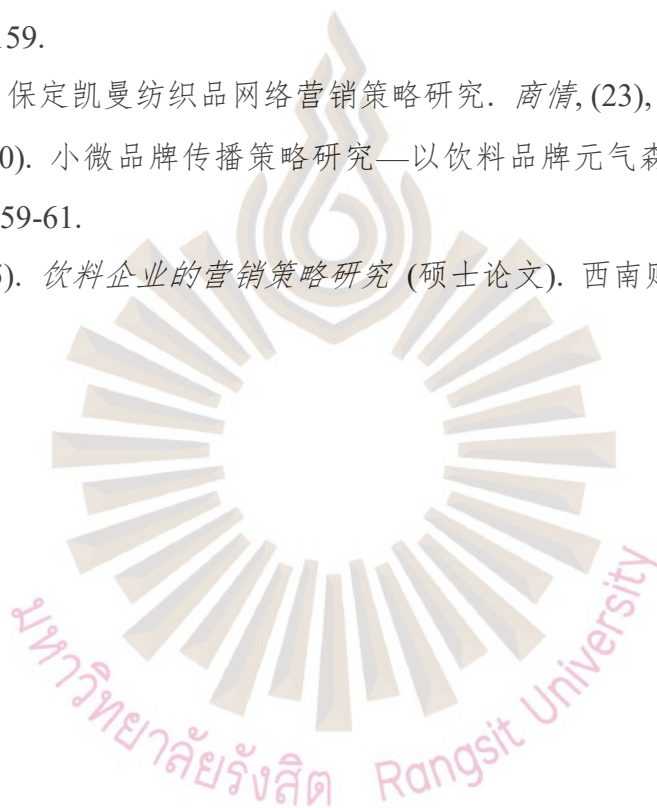 159.
保定凯曼纺织品网络营销策略研究. 商情, (23),
0). 小微品牌传播策略研究—以饮料品牌元气森
59-61.
). 饮料企业的营销策略研究 (硕士论文). 西南
มหาวิทยาลัยรังสิต Rangsit University